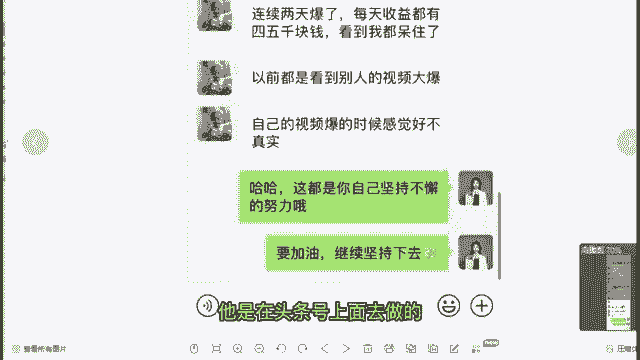 连续两天爆了，每天收益都有
四五千块钱，看到我都呆住了
以前都是看到别人的视频大爆
自己的视频爆的时候感觉好不
真实
哈哈，这都是你自己坚持不懈
的努力哦
要加油，继续坚持下去
他是在头条号上面去做的
查看所有图片